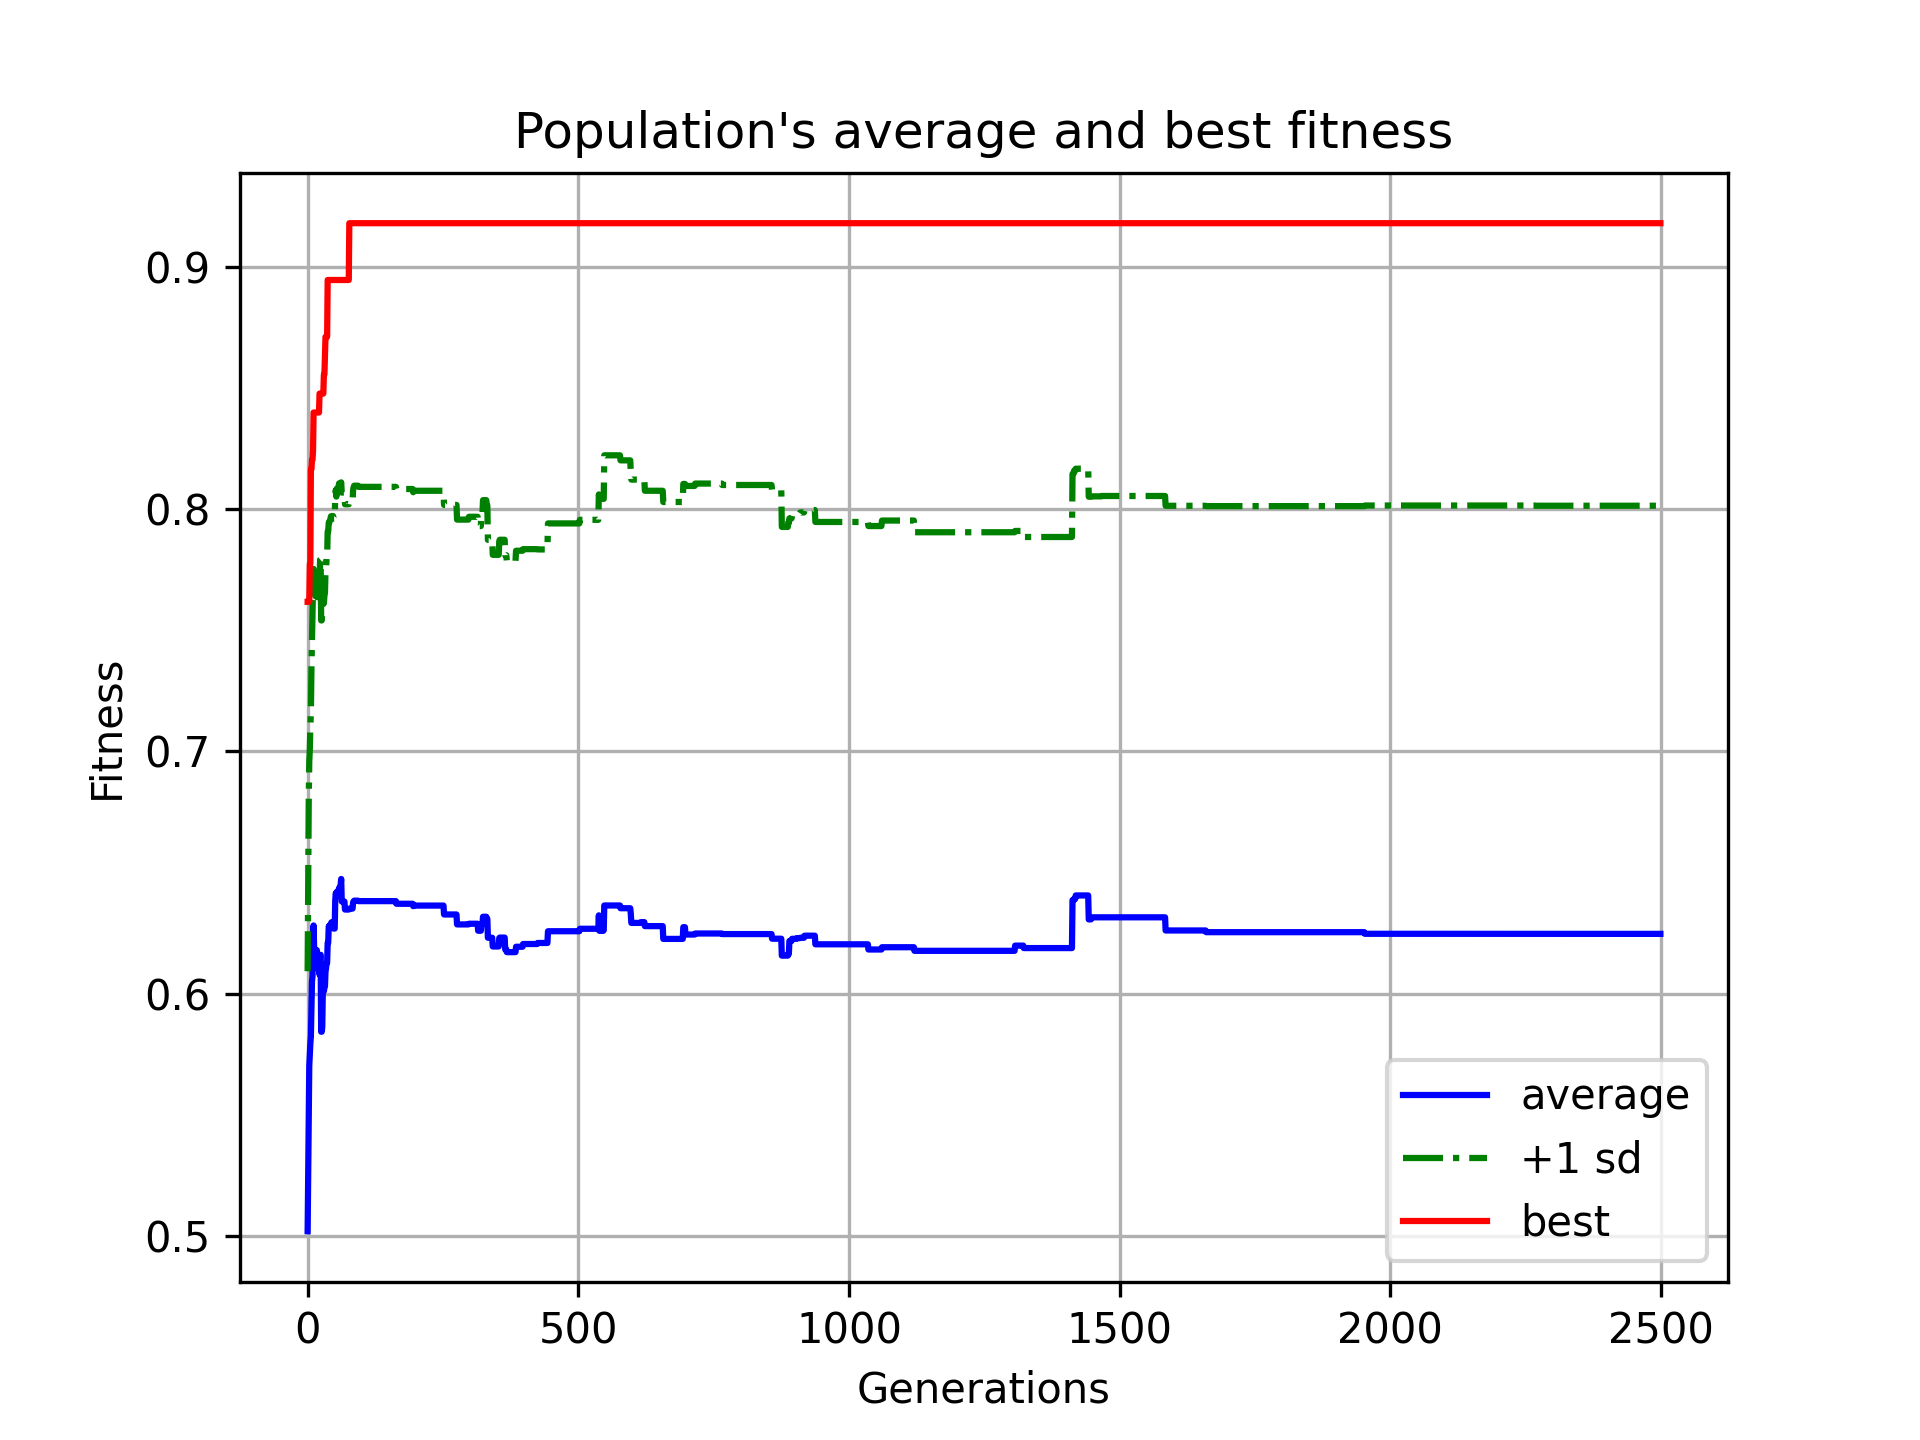 Population's average and best fitness
Fitness
0.9
0.8
0.7
0.6
0.5
0
500
1000
1500
2000
2500
Generations
average
+1 sd
best